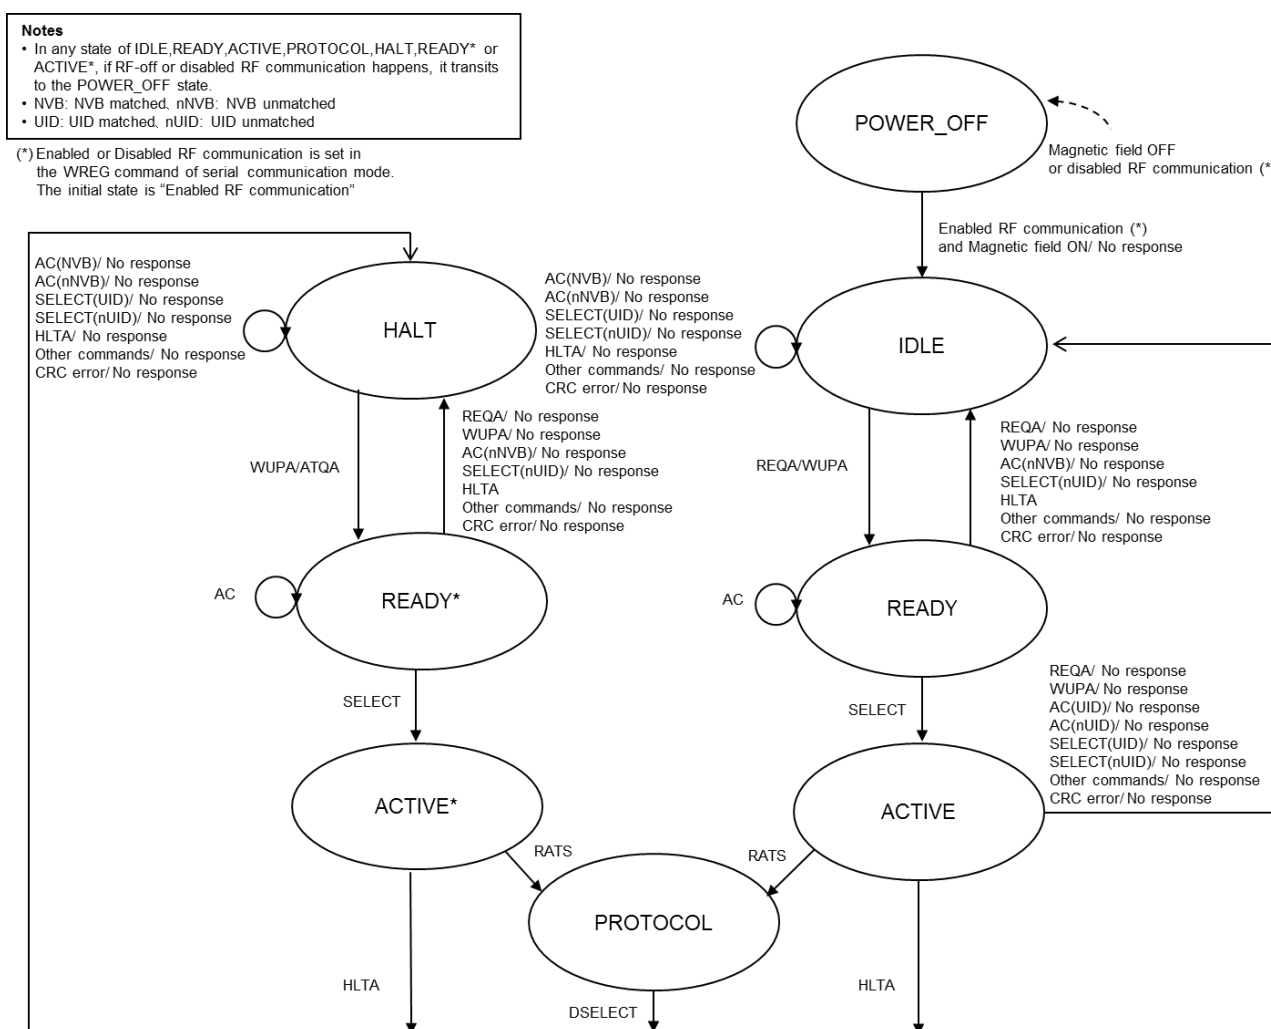 Notes
• In any state of IDLE,READY,ACTIVE,PROTOCOL,HALT,READY* or
ACTIVE*, if RF-off or disabled RF communication happens, it transits
to the POWER_OFF state.
• NVB: NVB matched、nNVB: NVB unmatched
• UID: UID matched、nUID: UID unmatched
(*) Enabled or Disabled RF communication is set in
the WREG command of serial communication mode.
The initial state is “Enabled RF communication”
POWER_OFF
Magnetic field OFF
or disabled RF communication (*
Enabled RF communication (*)
and Magnetic field ON/ No response
AC(NVB)/ No response
AC(nNVB)/ No response
SELECT(UID)/ No response
SELECT(nUID)/ No response
HLTA/ No response
Other commands/ No response
CRC error/ No response
HALT
AC(NVB)/ No response
AC(nNVB)/ No response
SELECT(UID)/ No response
SELECT(nUID)/ No response
HLTA/ No response
Other commands/ No response
CRC error/ No response
IDLE
WUPA/ATQA
REQA/ No response
WUPA/ No response
AC(nNVB)/ No response
SELECT(nUID)/ No response
HLTA
Other commands/ No response
CRC error/ No response
REQA/WUPA
REQA/ No response
WUPA/ No response
AC(nNVB)/ No response
SELECT(nUID)/ No response
HLTA
Other commands/ No response
CRC error/ No response
AC
READY*
AC
READY
SELECT
SELECT
REQA/ No response
WUPA/ No response
AC(UID)/ No response
AC(nUID)/ No response
SELECT(UID)/ No response
SELECT(nUID)/ No response
Other commands/ No response
CRC error/ No response
ACTIVE*
ACTIVE
RATS
RATS
PROTOCOL
HLTA
DSELECT
HLTA